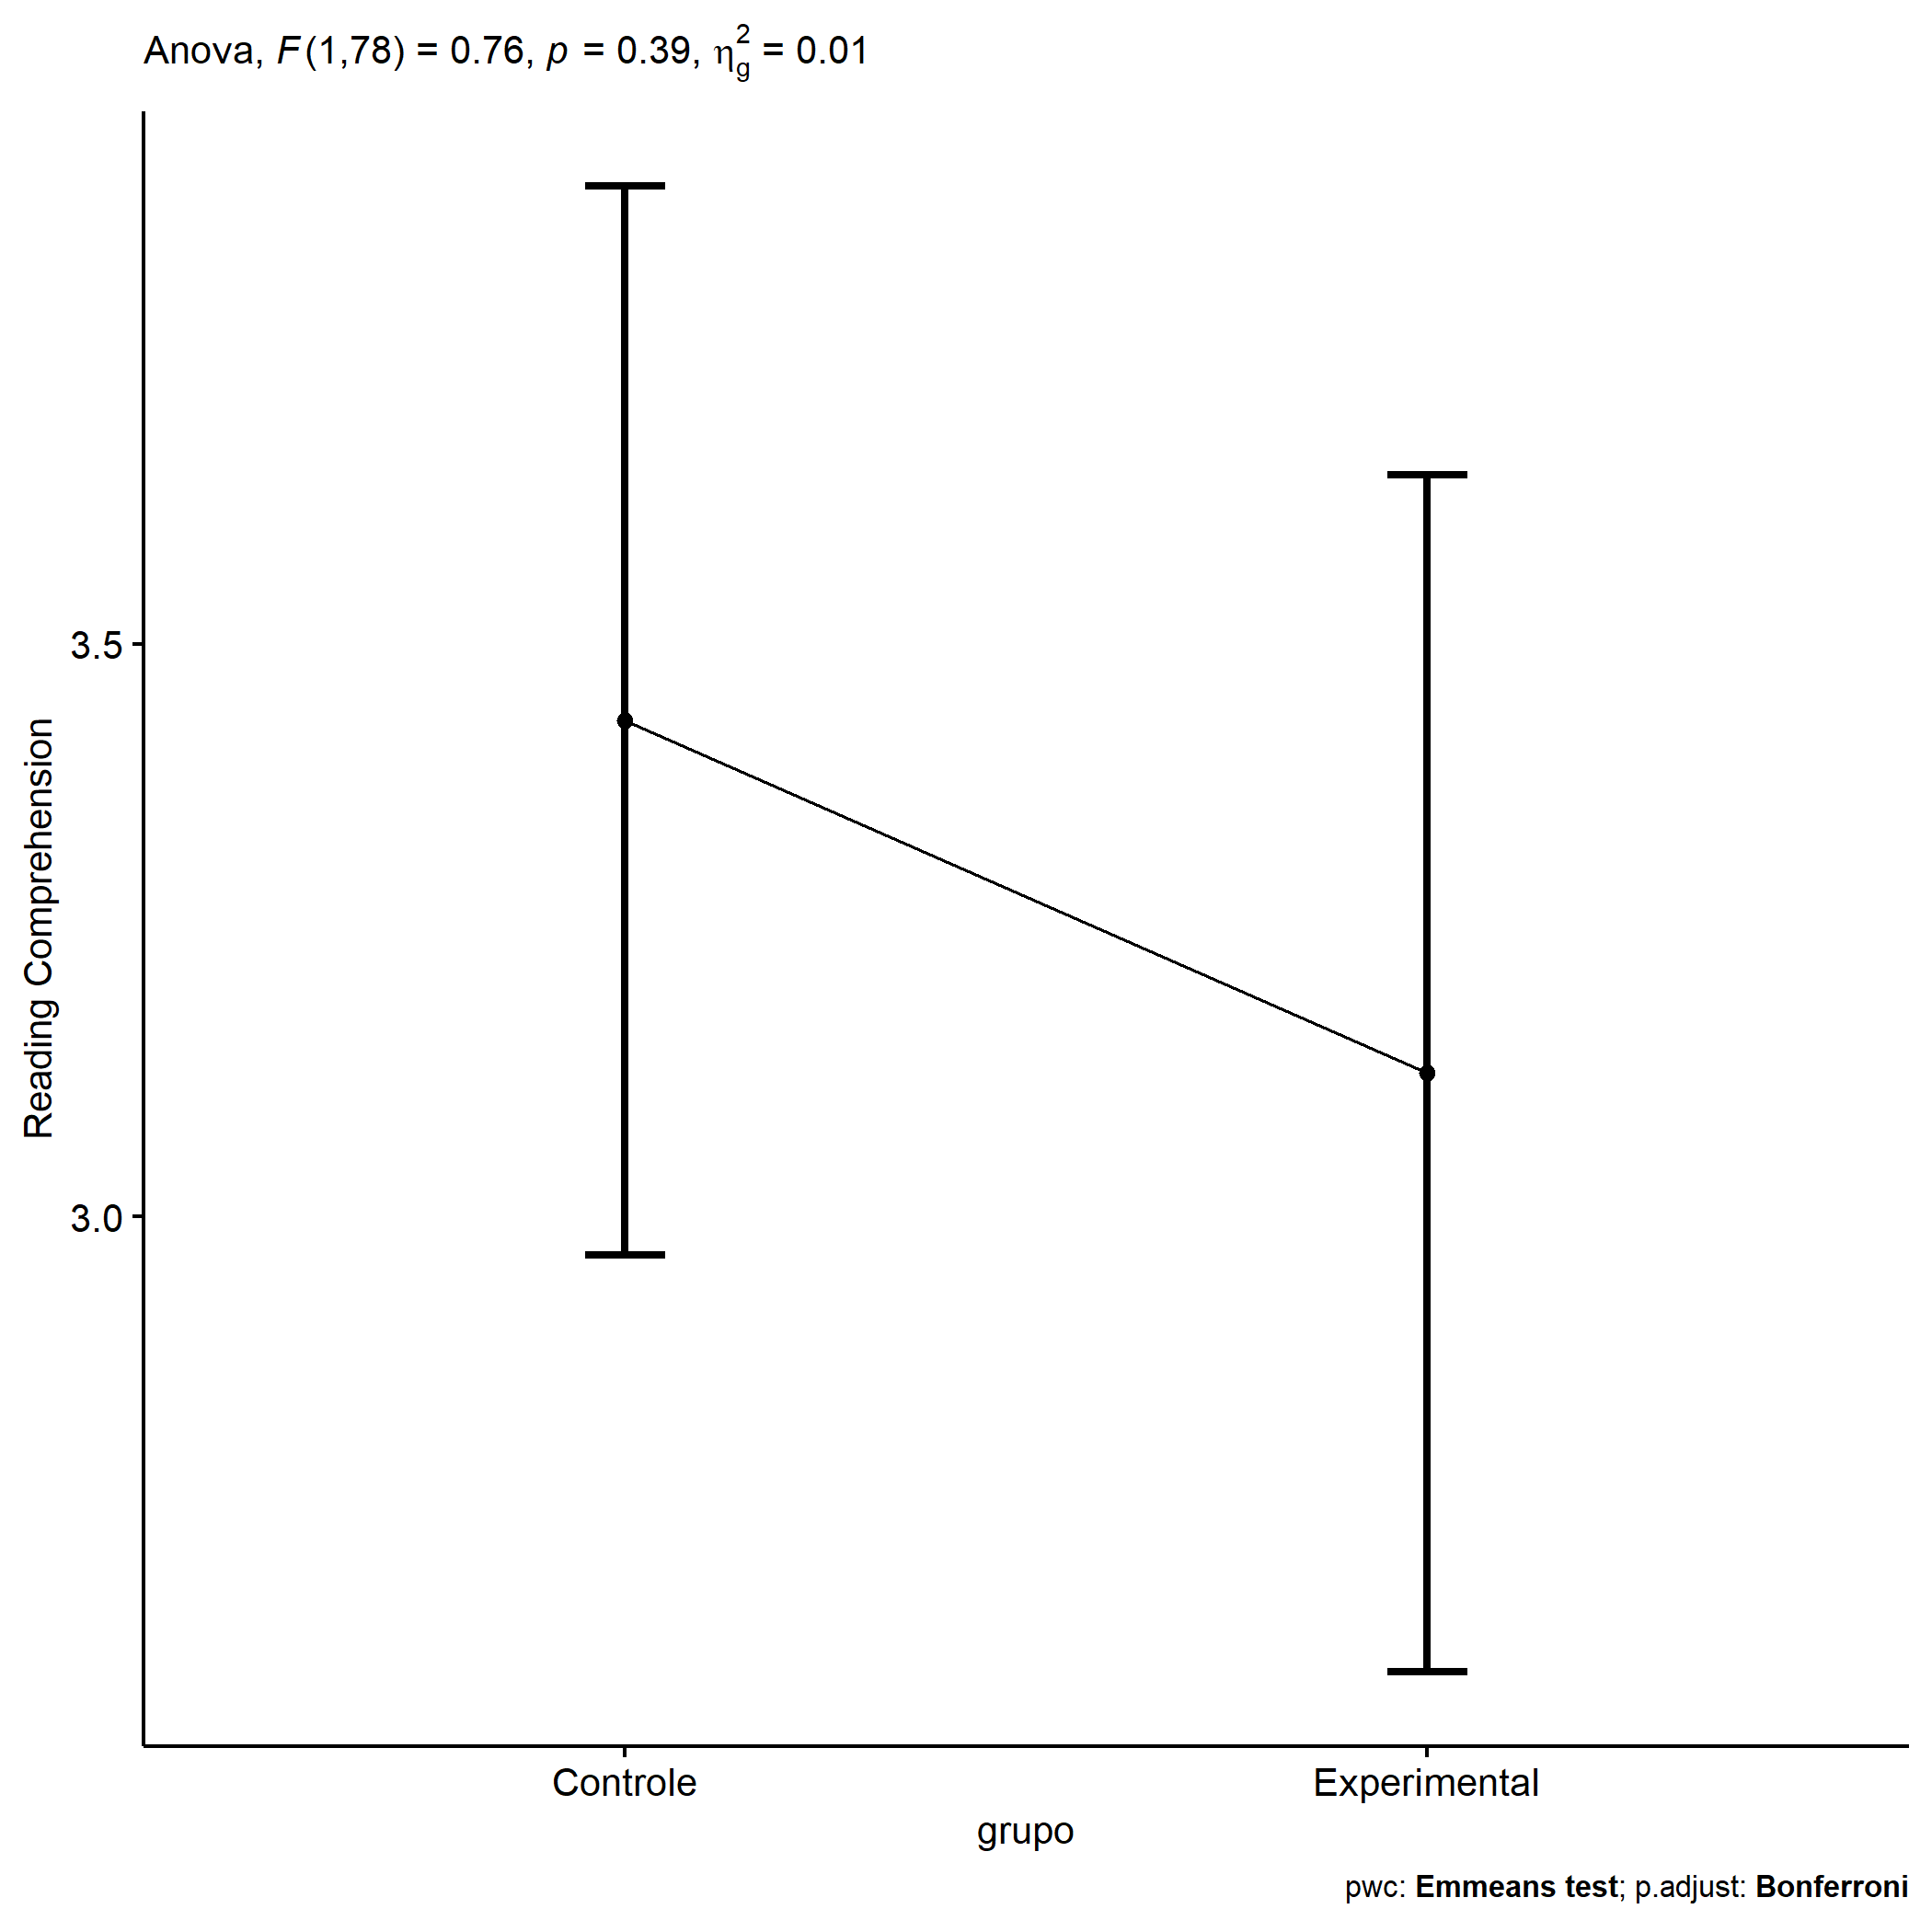 Anova, F(1,78) = 0.76, p = 0.39, η²g = 0.01
Reading Comprehension
3.5
3.0
Controle
Experimental
grupo
pwc: Emmeans test; p.adjust: Bonferroni